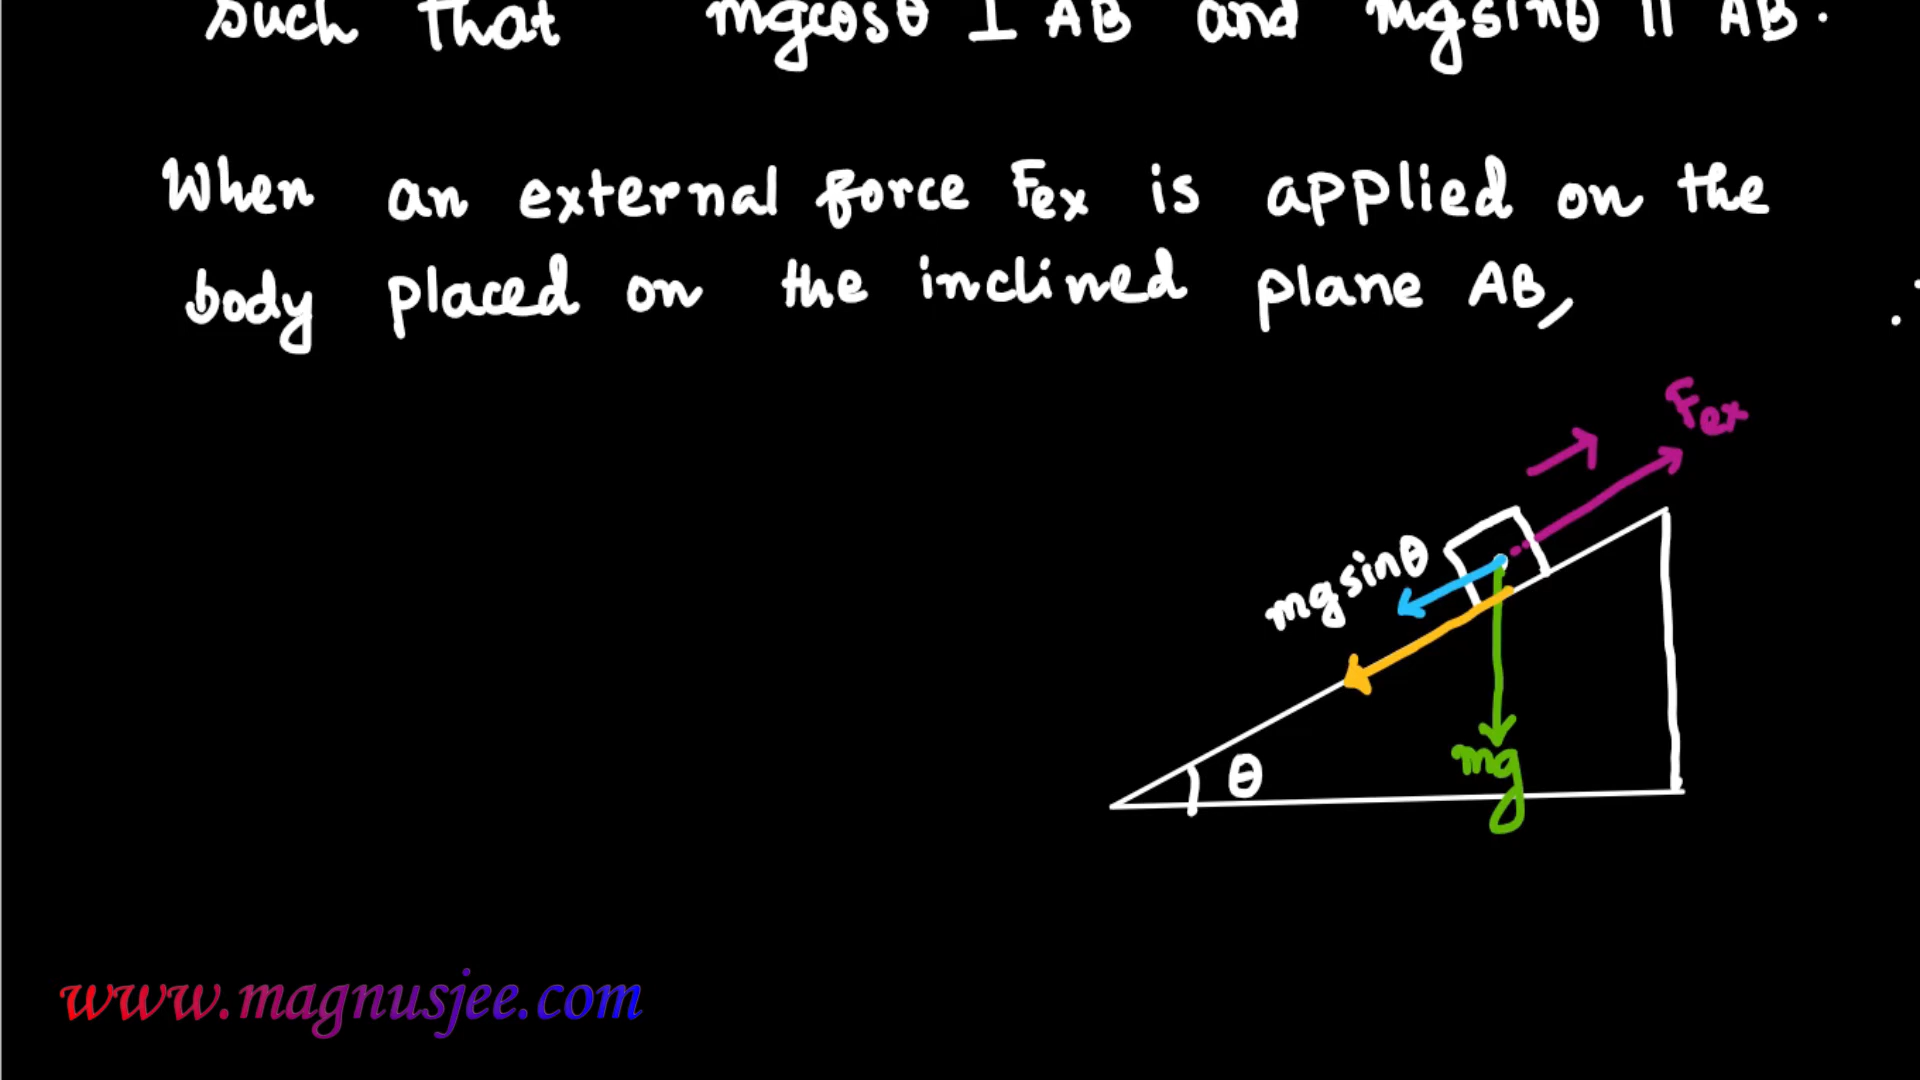 such that mgcosθ ⊥ AB and mgsinθ || AB.
When an external force Fex is applied on the
body placed on the inclined plane AB,
Fex
mgsinθ
mg
θ
www.magnusjee.com